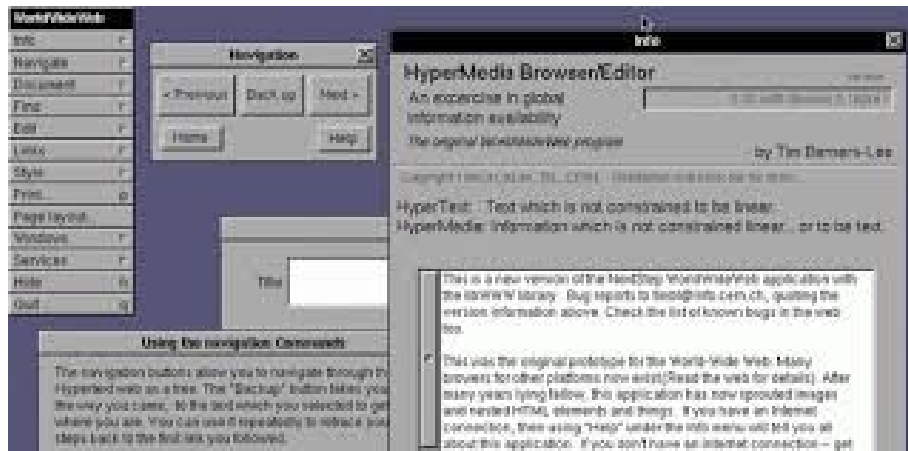 WorldWideWeb
Info
Navigate
Document
Find
Edit
Links
Style
Print... p
Page layout...
Windows
Services
Hide h
Quit q
Navigation
< Previous
Back up
Next >
Home
Help
Title
Using the navigation Commands
The navigation buttons allow you to navigate through the
Hypertext web as a tree. The "Backup" button takes you
the way you came, to the text which you selected to get
where you are. You can use it repeatedly to retrace your
steps back to the first link you followed.
Info
HyperMedia Browser/Editor
An excercise in global
information availability
The original WorldWideWeb program
by Tim Berners-Lee
HyperText: Text which is not constrained to be linear.
HyperMedia: Information which is not constrained linear... or to be text.
This is a new version of the NextStep WorldWideWeb application with
the libWWW library. Bug reports to quoting the
version information above. Check the list of known bugs in the web
too.
This was the original prototype for the World-Wide Web. Many
browsers for other platforms now exist(Read the web for details). After
many years lying fallow, this application has now sprouted images
and nested HTML elements and things. If you have an Internet
connection, then using "Help" under the Info menu will tell you all
about this application. If you don't have an internet connection -- get